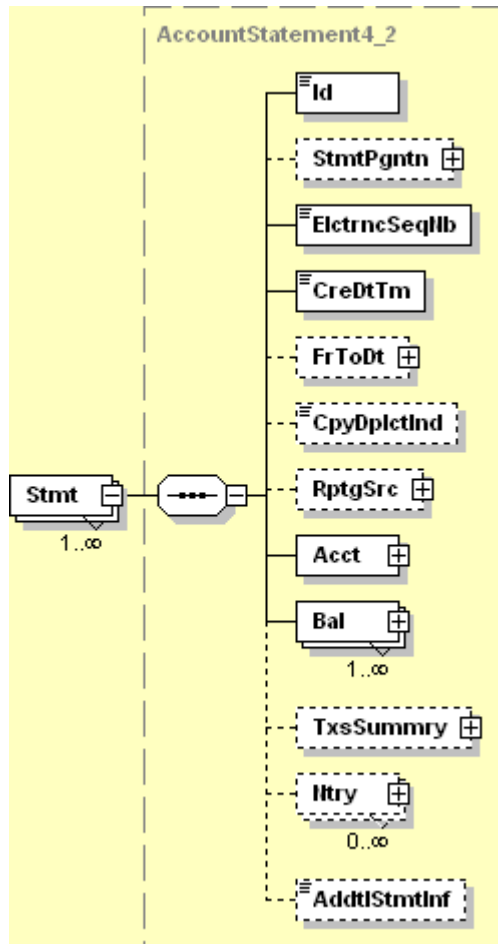 AccountStatement4_2
Id
StmtPgntn
ElctrncSeqNb
CreDtTm
FrToDt
CpyDplctInd
Stmt
1..∞
RptgSrc
Acct
Bal
1..∞
TxsSummry
Ntry
0..∞
AddtlStmtInf